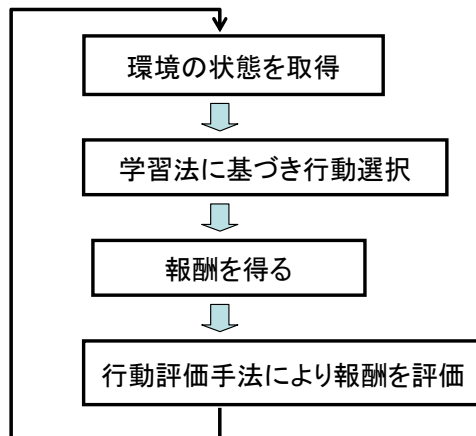 環境の状態を取得
学習法に基づき行動選択
報酬を得る
行動評価手法により報酬を評価